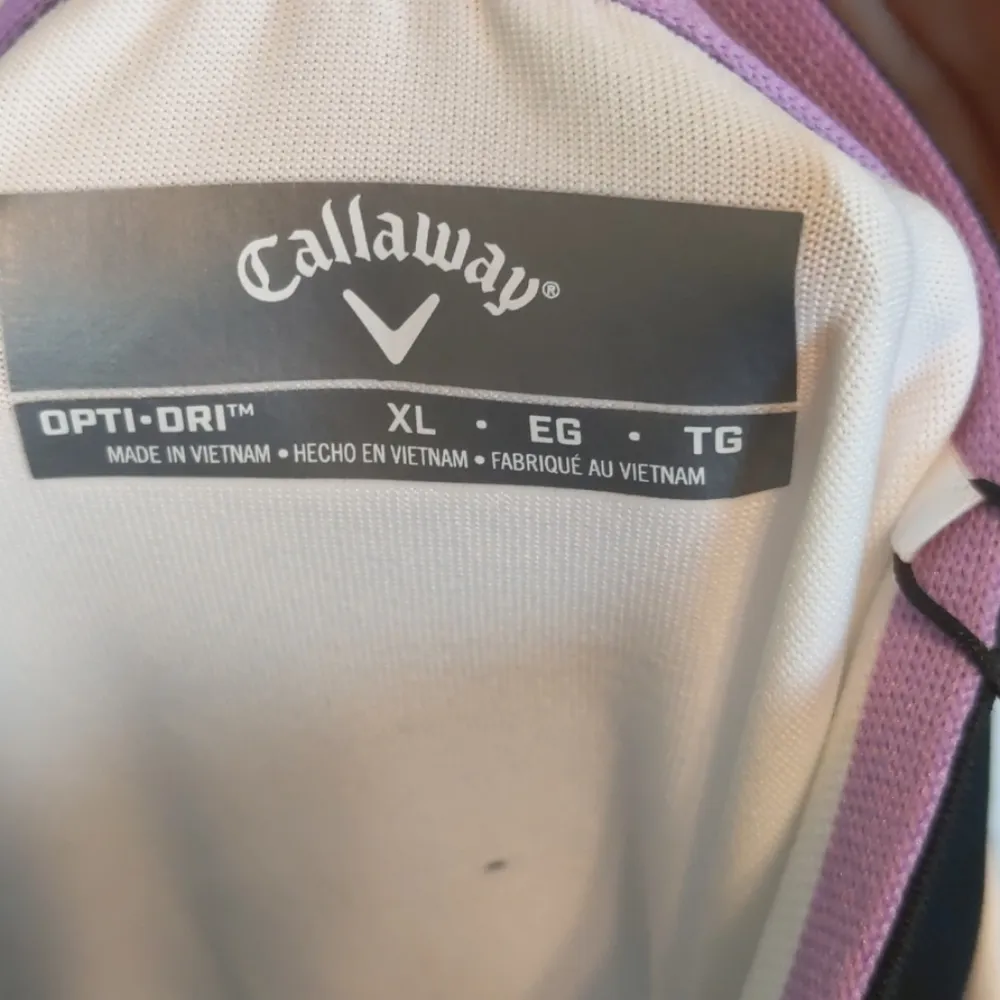 Callaway®
OPTI•DRI™ XL • EG • TG
MADE IN VIETNAM • HECHO EN VIETNAM • FABRIQUÉ AU VIETNAM